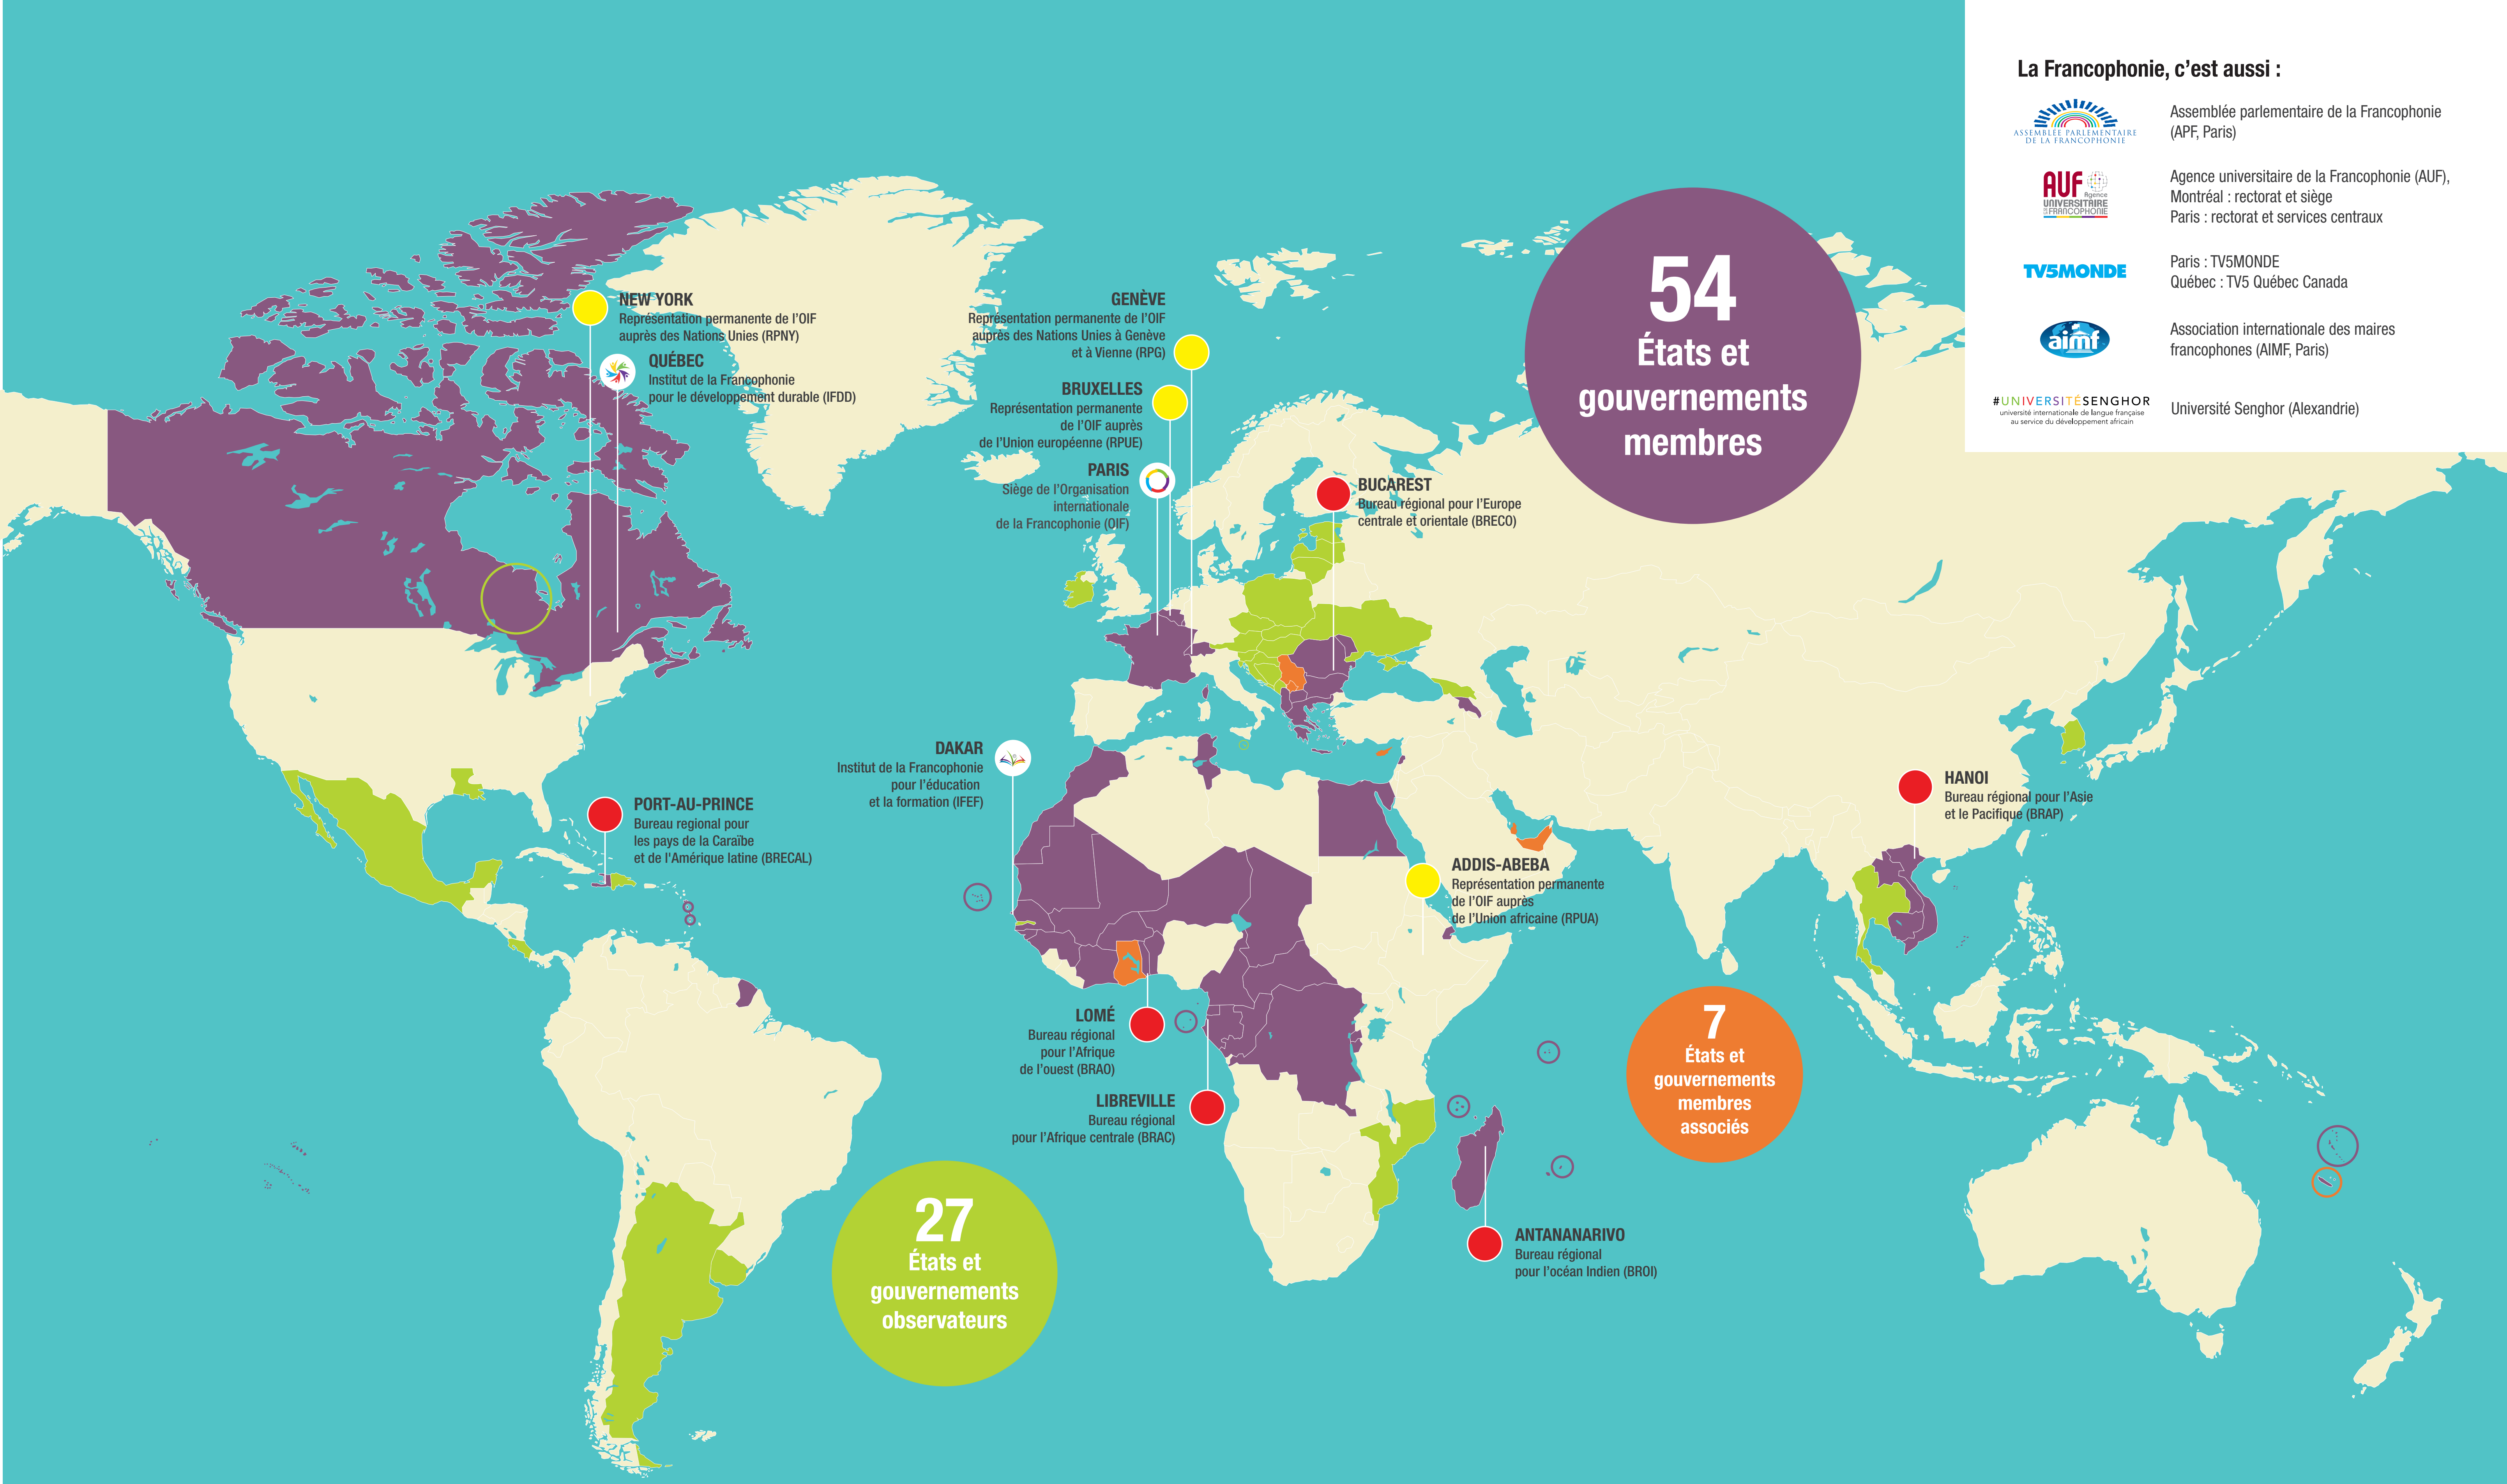 La Francophonie, c’est aussi :
ASSEMBLÉE PARLEMENTAIRE
DE LA FRANCOPHONIE
Assemblée parlementaire de la Francophonie
(APF, Paris)
AUF
Agence
UNIVERSITAIRE
DE LA FRANCOPHONIE
Agence universitaire de la Francophonie (AUF),
Montréal : rectorat et siège
Paris : rectorat et services centraux
TV5MONDE
Paris : TV5MONDE
Québec : TV5 Québec Canada
aimf
Association internationale des maires
francophones (AIMF, Paris)
#UNIVERSITÉSENGHOR
université internationale de langue française
au service du développement africain
Université Senghor (Alexandrie)
54
États et
gouvernements
membres
NEW YORK
Représentation permanente de l’OIF
auprès des Nations Unies (RPNY)
QUÉBEC
Institut de la Francophonie
pour le développement durable (IFDD)
GENÈVE
Représentation permanente de l’OIF
auprès des Nations Unies à Genève
et à Vienne (RPG)
BRUXELLES
Représentation permanente
de l’OIF auprès
de l’Union européenne (RPUE)
PARIS
Siège de l’Organisation
internationale
de la Francophonie (OIF)
BUCAREST
Bureau régional pour l’Europe
centrale et orientale (BRECO)
DAKAR
Institut de la Francophonie
pour l’éducation
et la formation (IFEF)
PORT-AU-PRINCE
Bureau regional pour
les pays de la Caraïbe
et de l’Amérique latine (BRECAL)
HANOI
Bureau régional pour l’Asie
et le Pacifique (BRAP)
ADDIS-ABEBA
Représentation permanente
de l’OIF auprès
de l’Union africaine (RPUA)
LOMÉ
Bureau régional
pour l’Afrique
de l’ouest (BRAO)
LIBREVILLE
Bureau régional
pour l’Afrique centrale (BRAC)
7
États et
gouvernements
membres
associés
27
États et
gouvernements
observateurs
ANTANANARIVO
Bureau régional
pour l’océan Indien (BROI)